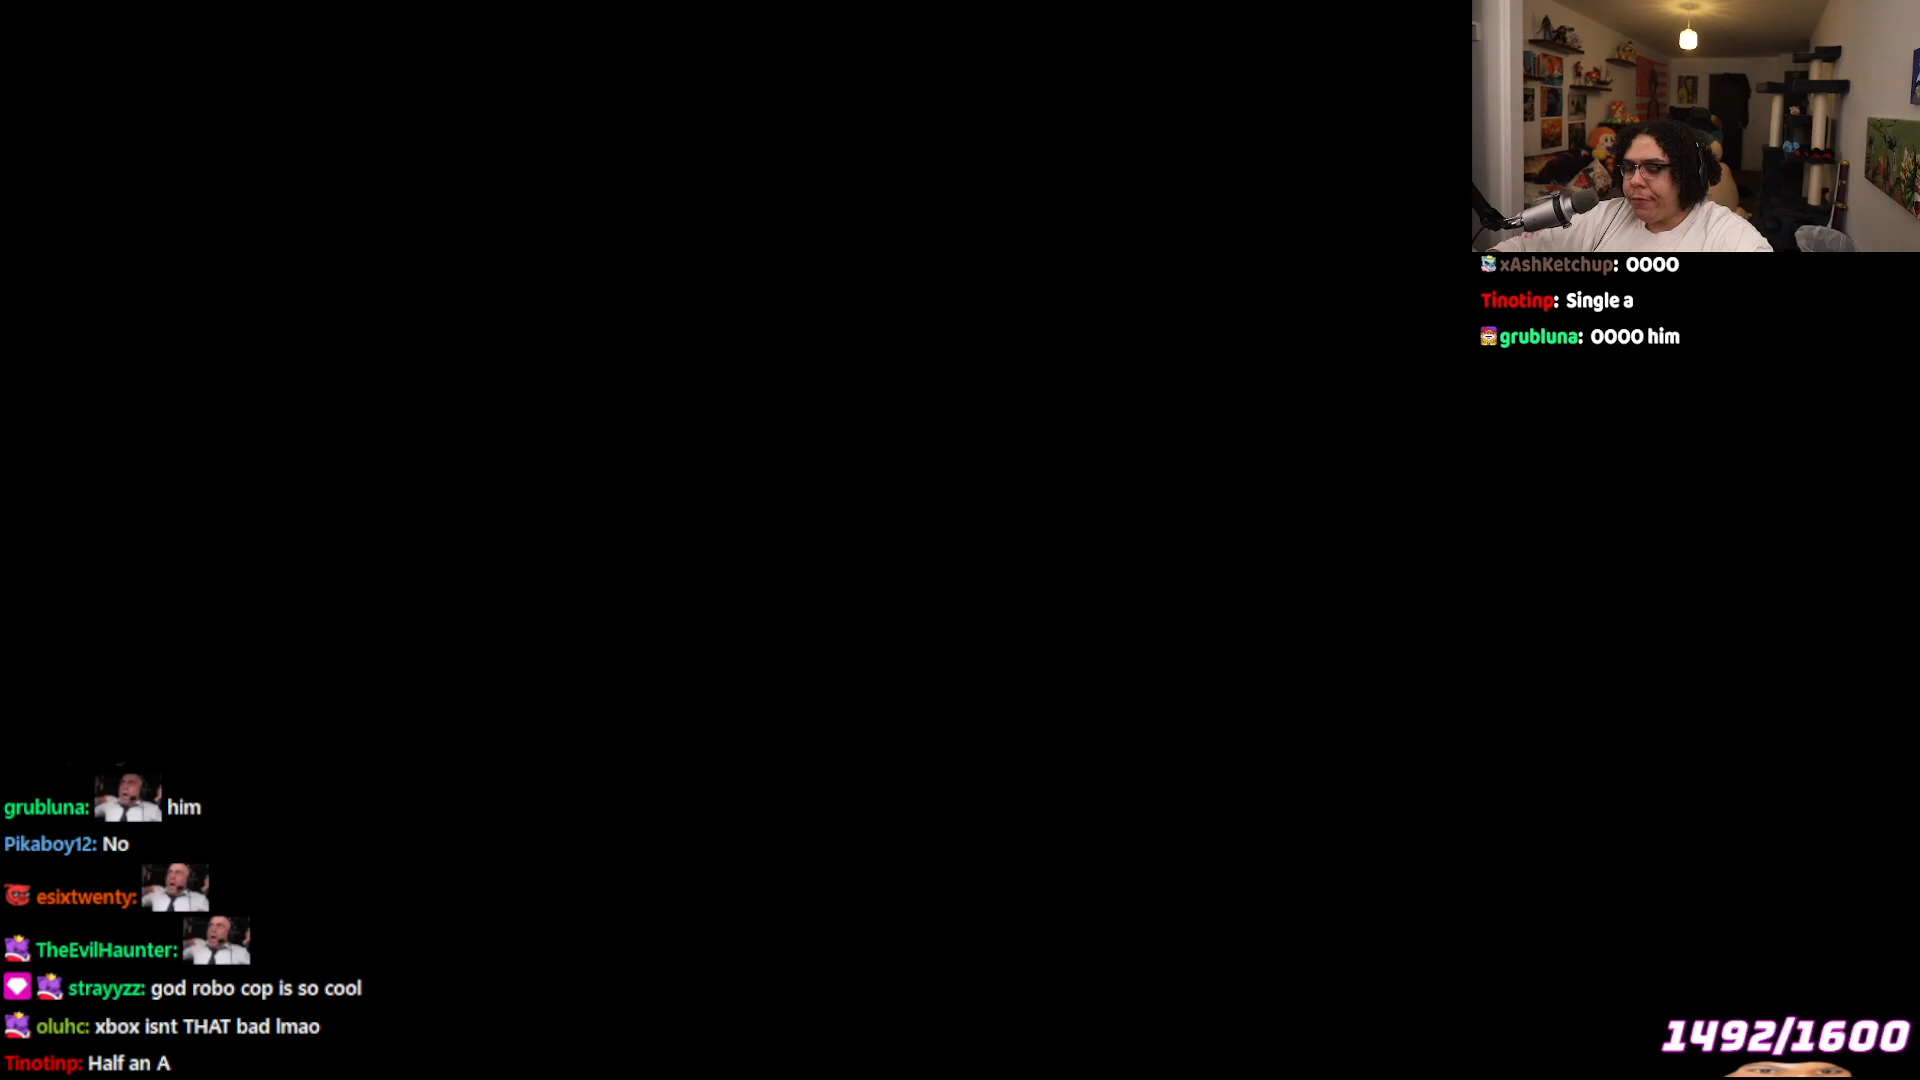 xAshKetchup: OOOO
Tinotinp: Single a
grubluna: OOOO him
grubluna: him
Pikaboy12: No
esixtwenty:
TheEvilHaunter:
strayyzz: god robo cop is so cool
oluhc: xbox isnt THAT bad lmao
Tinotinp: Half an A
1492/1600